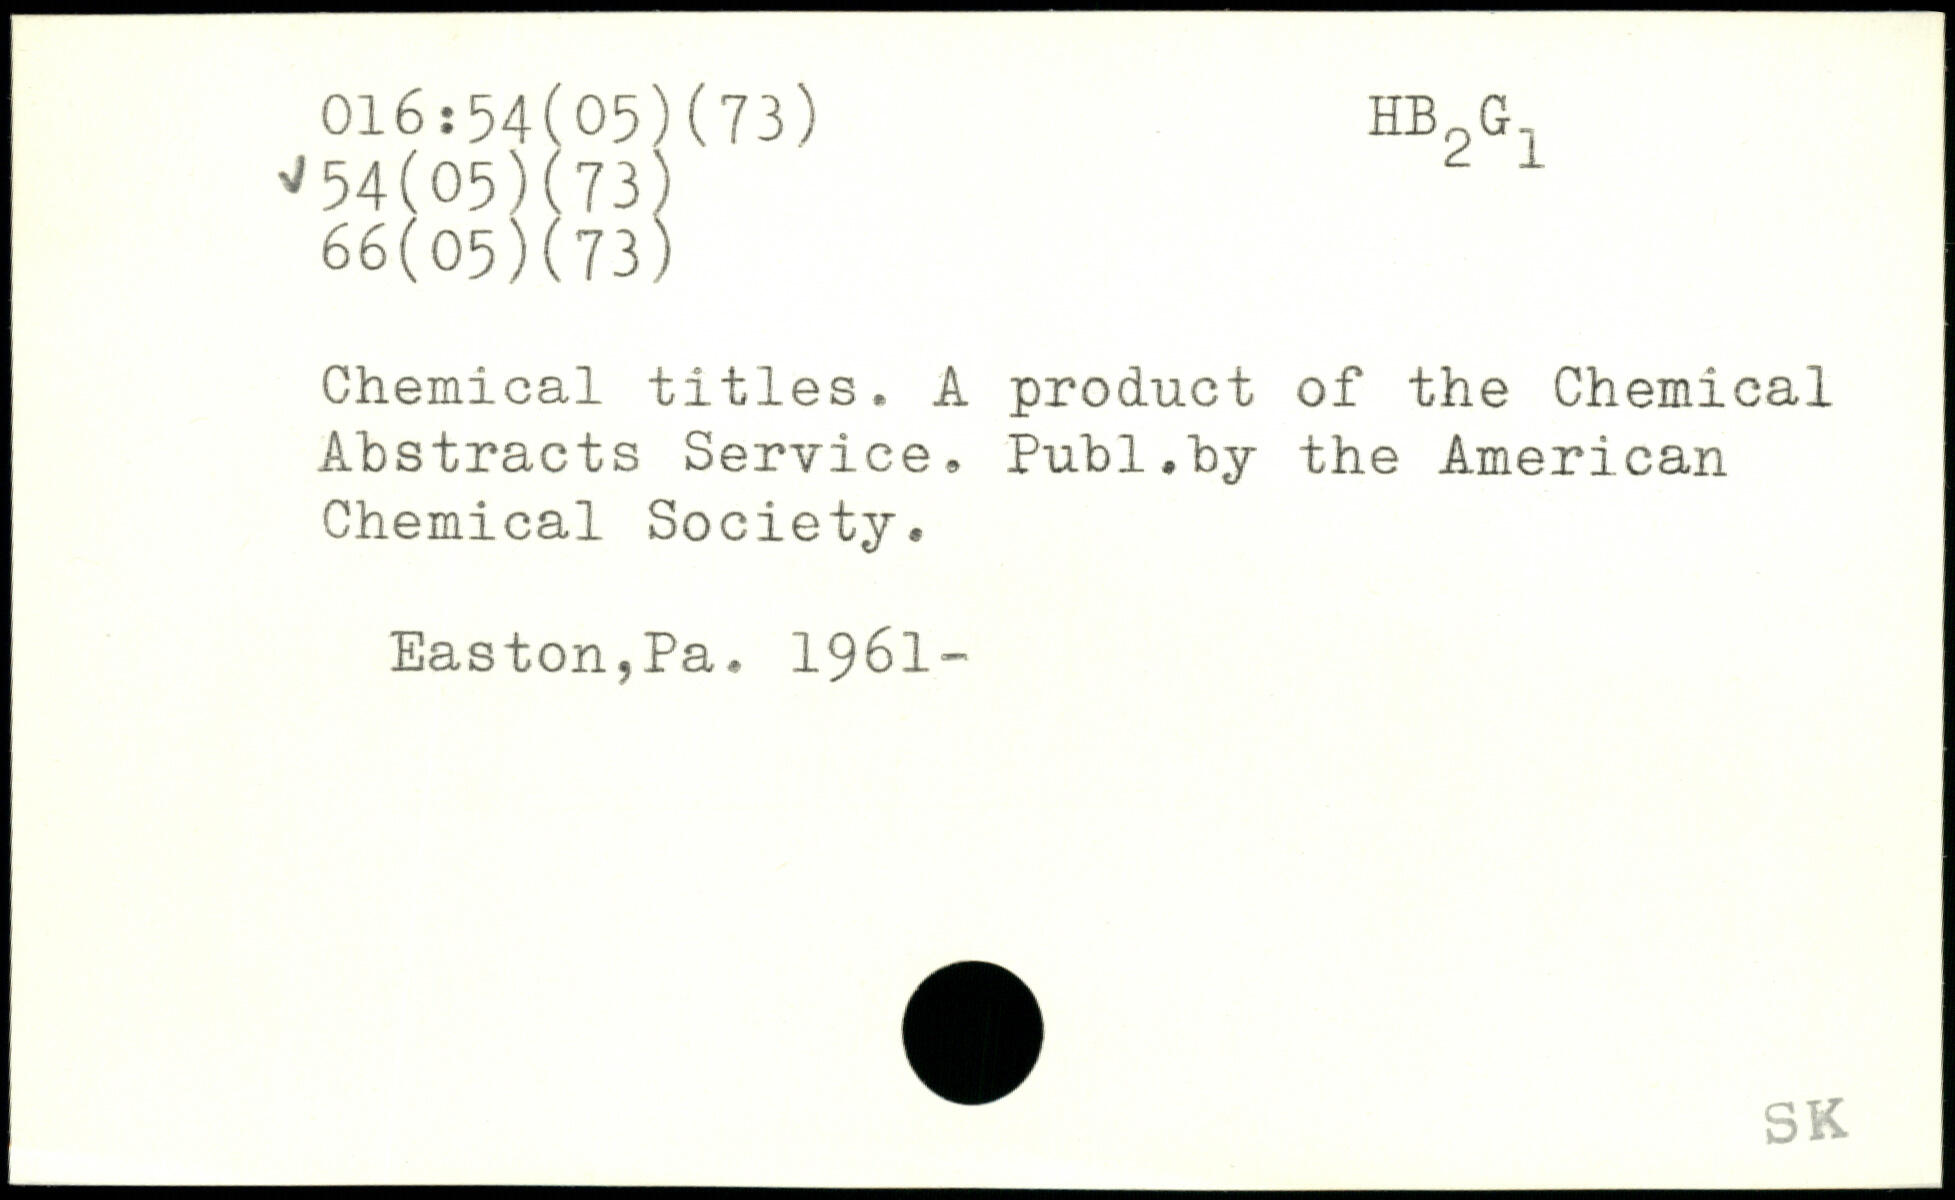 016:54(05)(73) HB₂G₁
✓54(05)(73)
66(05)(73)
Chemical titles. A product of the Chemical
Abstracts Service. Publ.by the American
Chemical Society.
Easton,Pa. 1961-
SK